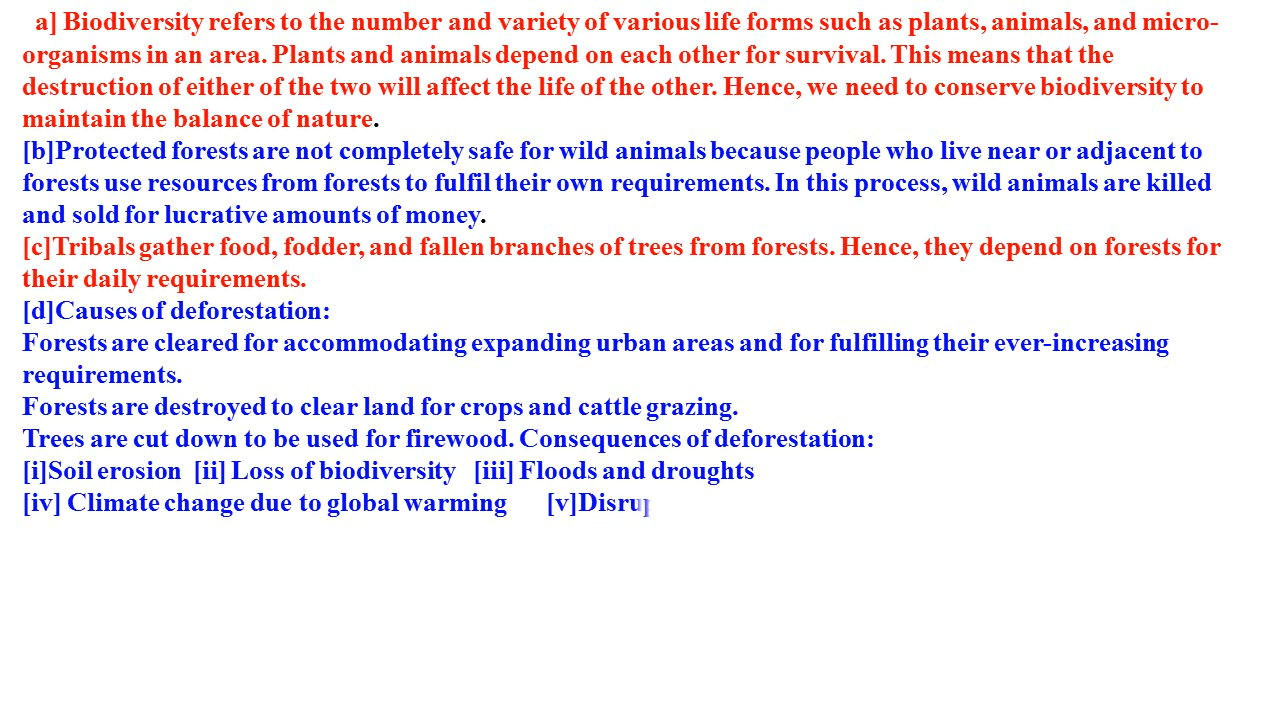 a] Biodiversity refers to the number and variety of various life forms such as plants, animals, and micro-
organisms in an area. Plants and animals depend on each other for survival. This means that the
destruction of either of the two will affect the life of the other. Hence, we need to conserve biodiversity to
maintain the balance of nature.
[b]Protected forests are not completely safe for wild animals because people who live near or adjacent to
forests use resources from forests to fulfil their own requirements. In this process, wild animals are killed
and sold for lucrative amounts of money.
[c]Tribals gather food, fodder, and fallen branches of trees from forests. Hence, they depend on forests for
their daily requirements.
[d]Causes of deforestation:
Forests are cleared for accommodating expanding urban areas and for fulfilling their ever-increasing
requirements.
Forests are destroyed to clear land for crops and cattle grazing.
Trees are cut down to be used for firewood. Consequences of deforestation:
[i]Soil erosion [ii] Loss of biodiversity [iii] Floods and droughts
[iv] Climate change due to global warming [v]